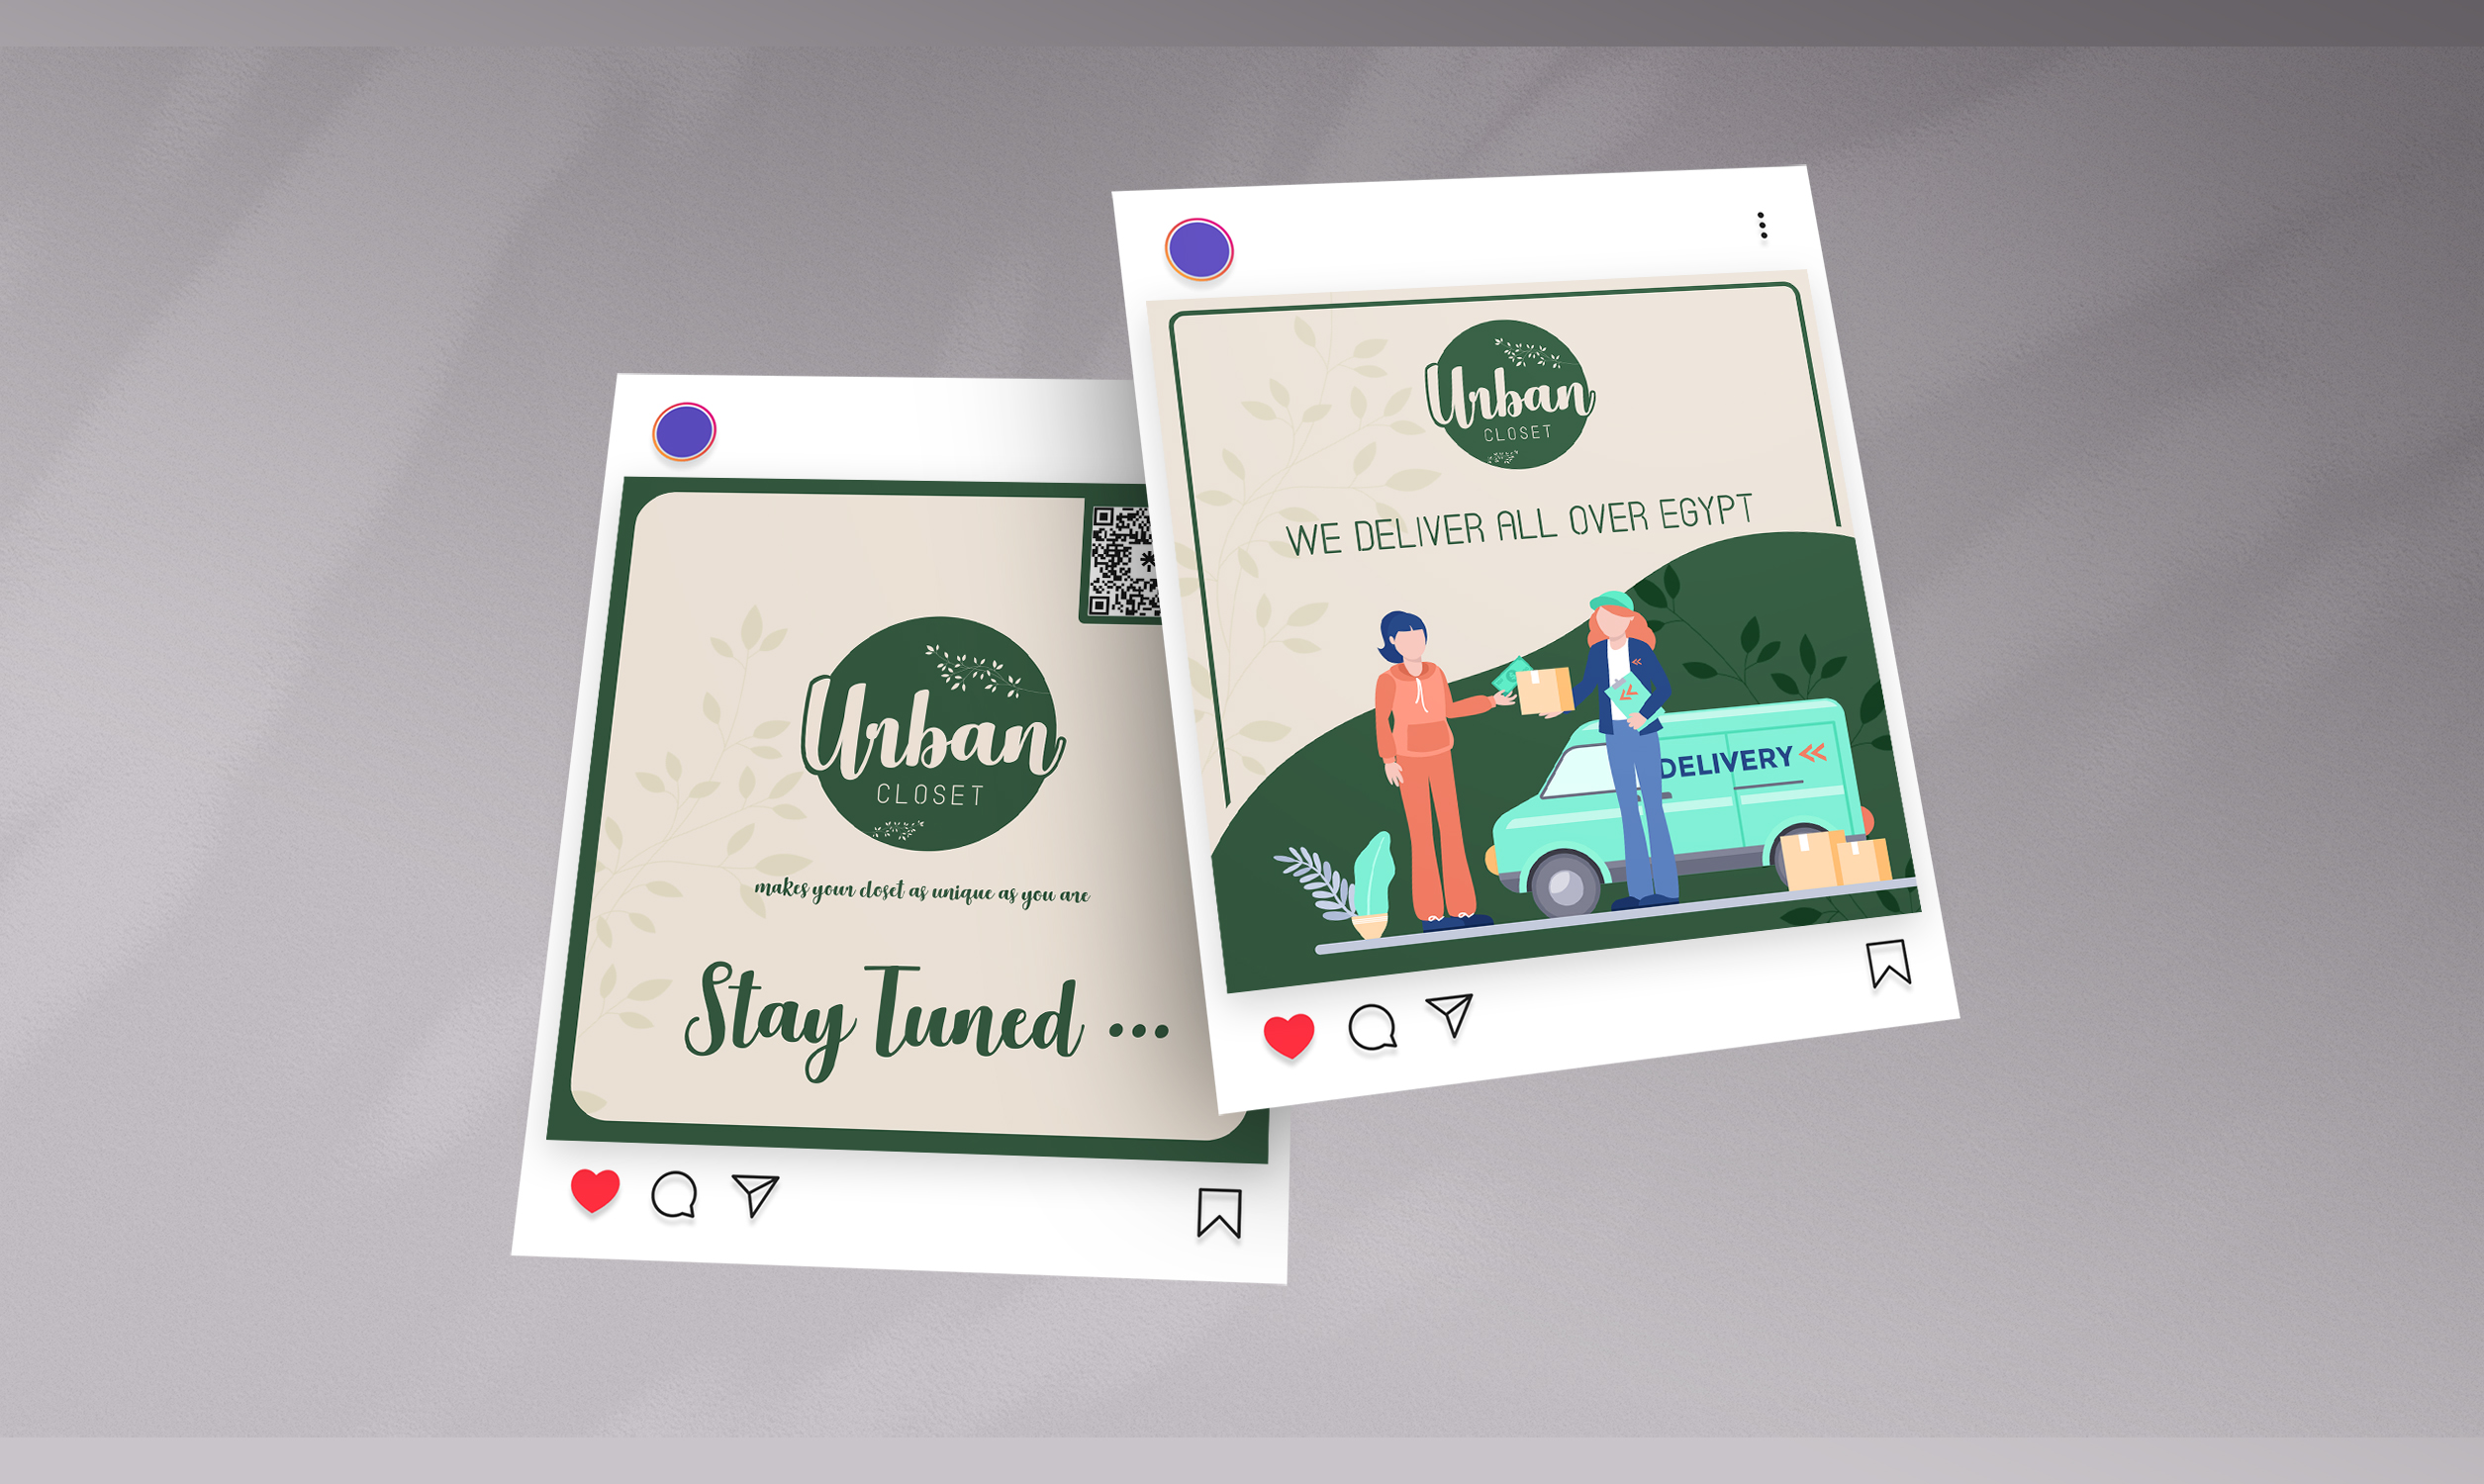 Urban
CLOSET
makes your closet as unique as you are
Stay Tuned ...
Urban
CLOSET
WE DELIVER ALL OVER EGYPT
DELIVERY